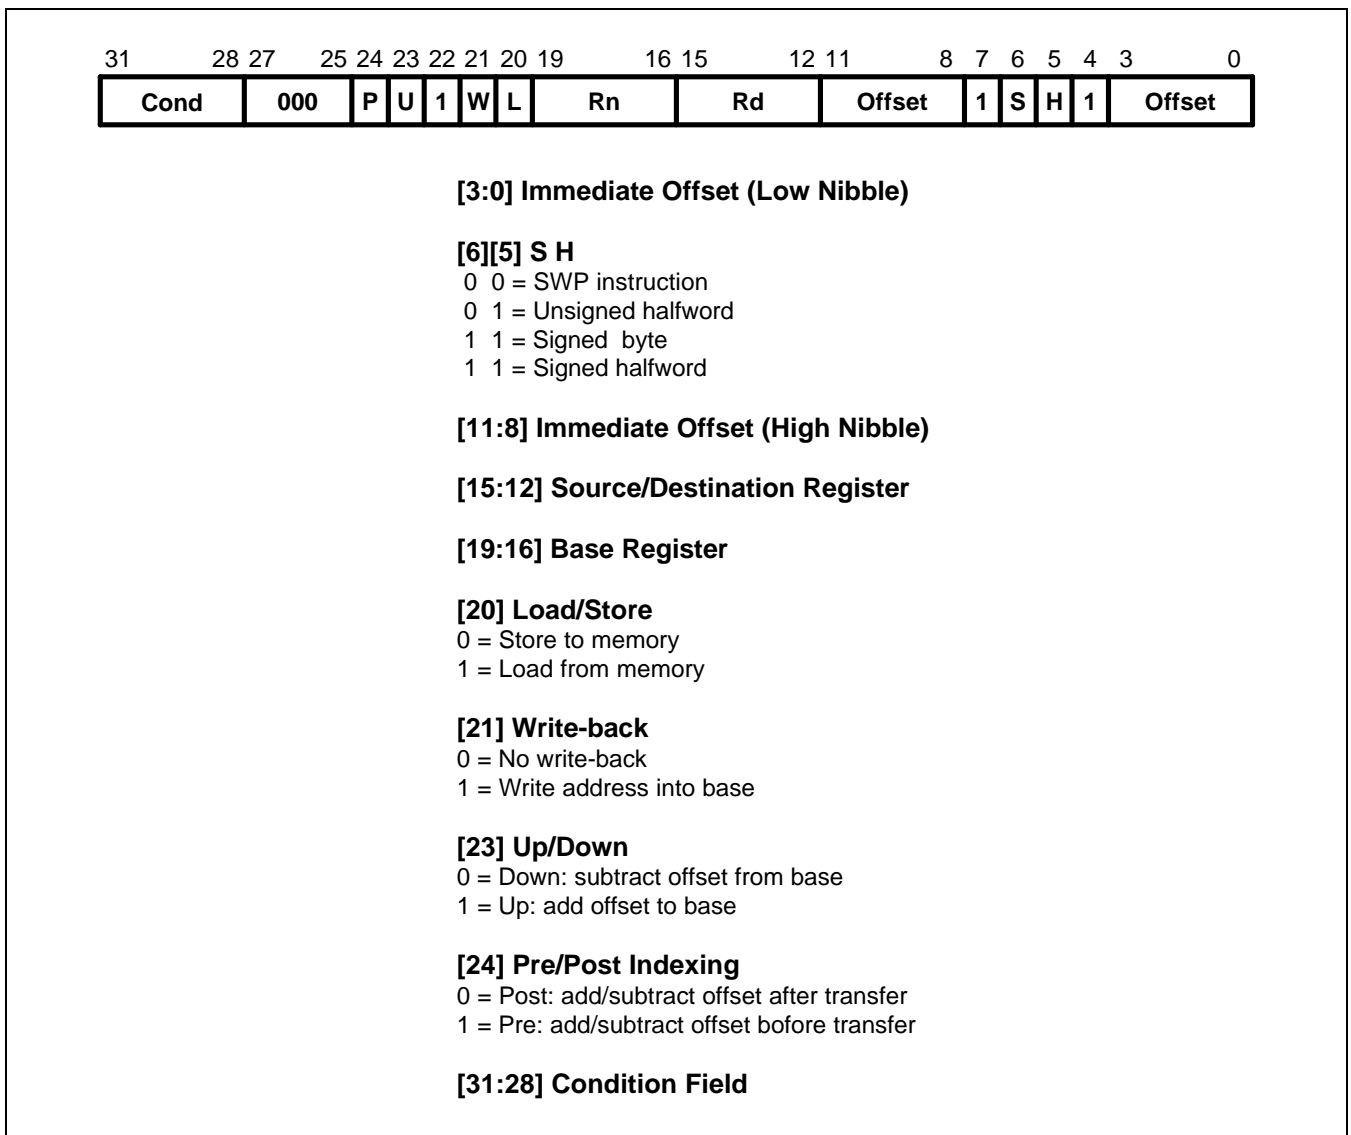 31 28 27 25 24 23 22 21 20 19 16 15 12 11 8 7 6 5 4 3 0
Cond 000 P U 1 W L Rn Rd Offset 1 S H 1 Offset
[3:0] Immediate Offset (Low Nibble)
[6][5] S H
0 0 = SWP instruction
0 1 = Unsigned halfword
1 1 = Signed byte
1 1 = Signed halfword
[11:8] Immediate Offset (High Nibble)
[15:12] Source/Destination Register
[19:16] Base Register
[20] Load/Store
0 = Store to memory
1 = Load from memory
[21] Write-back
0 = No write-back
1 = Write address into base
[23] Up/Down
0 = Down: subtract offset from base
1 = Up: add offset to base
[24] Pre/Post Indexing
0 = Post: add/subtract offset after transfer
1 = Pre: add/subtract offset bofore transfer
[31:28] Condition Field